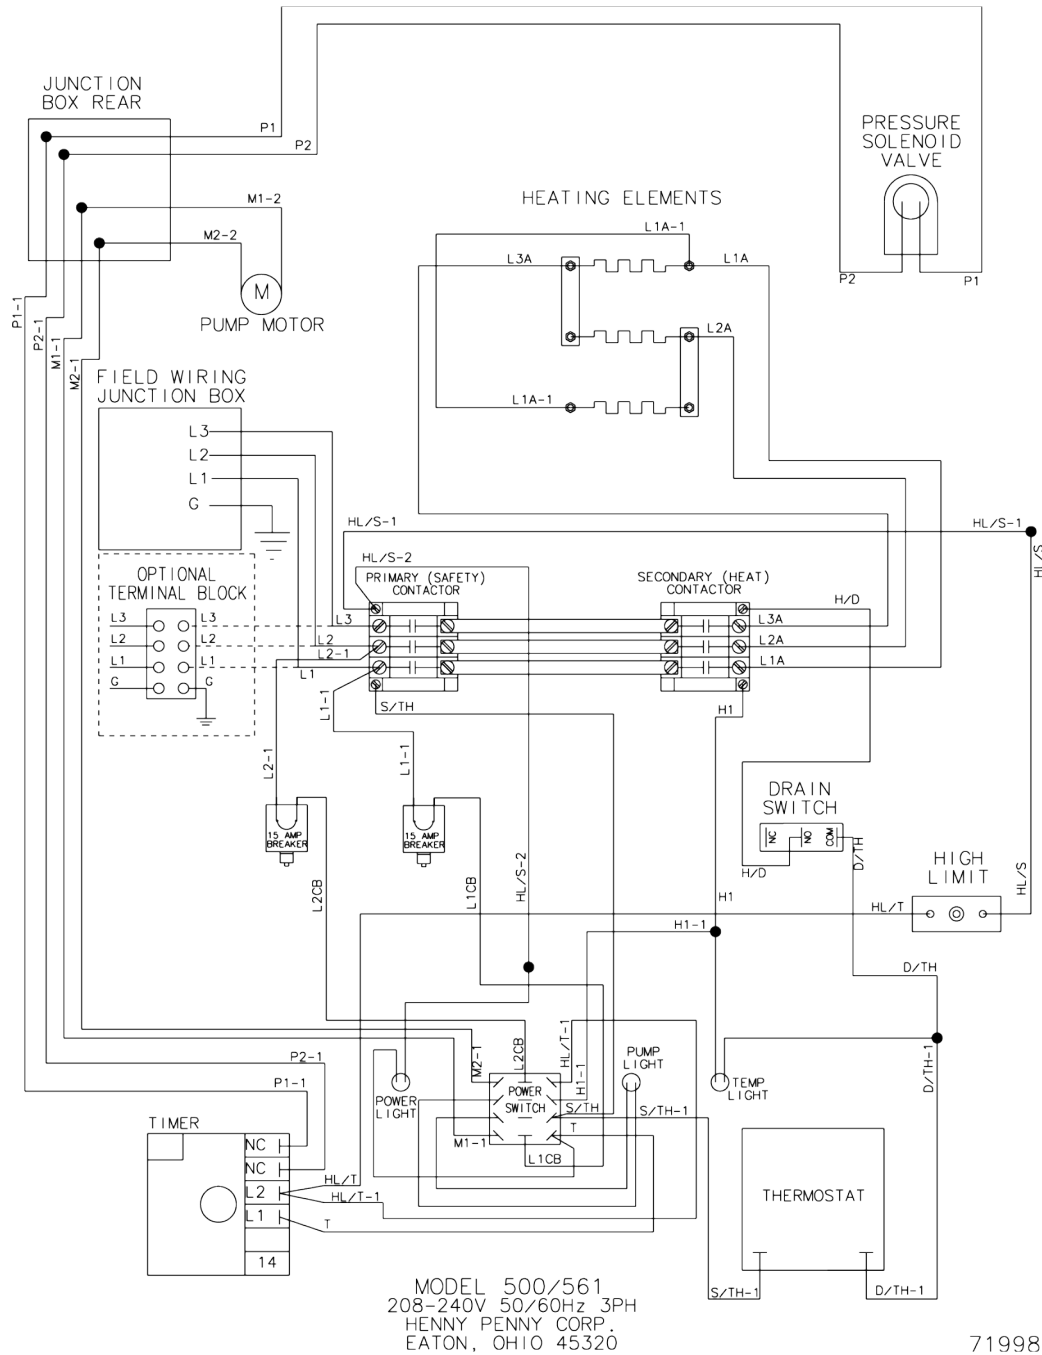 JUNCTION
BOX REAR
P1
P2
M1-2
M2-2
M
PUMP MOTOR
P1-1
P2-1
M1-1
M2-1
PRESSURE
SOLENOID
VALVE
P2
P1
HEATING ELEMENTS
L1A-1
L3A
L1A
L2A
L1A-1
FIELD WIRING
JUNCTION BOX
L3
L2
L1
G
HL/S-1
HL/S-1
HL/S
HL/S-2
OPTIONAL
TERMINAL BLOCK
L3
L3
L2
L2
L1
L1
G
G
PRIMARY (SAFETY)
CONTACTOR
SECONDARY (HEAT)
CONTACTOR
H/D
L3
L2
L2-1
L1
L3A
L2A
L1A
L1-1
S/TH
H1
L2-1
L1-1
15 AMP
BREAKER
15 AMP
BREAKER
L2CB
L1CB
HL/S-2
DRAIN
SWITCH
NC
NO
COM
H/D
D/TH
HIGH
LIMIT
HL/S
HL/T
H1
H1-1
D/TH
D/TH-1
M2-1
L2CB
HL/T-1
H1-1
PUMP
LIGHT
P2-1
P1-1
POWER
LIGHT
POWER
SWITCH
S/TH
S/TH-1
T
M1-1
L1CB
TEMP
LIGHT
TIMER
NC
NC
L2
L1
14
HL/T
HL/T-1
T
THERMOSTAT
S/TH-1
D/TH-1
MODEL 500/561
208-240V 50/60Hz 3PH
HENNY PENNY CORP.
EATON, OHIO 45320
71998